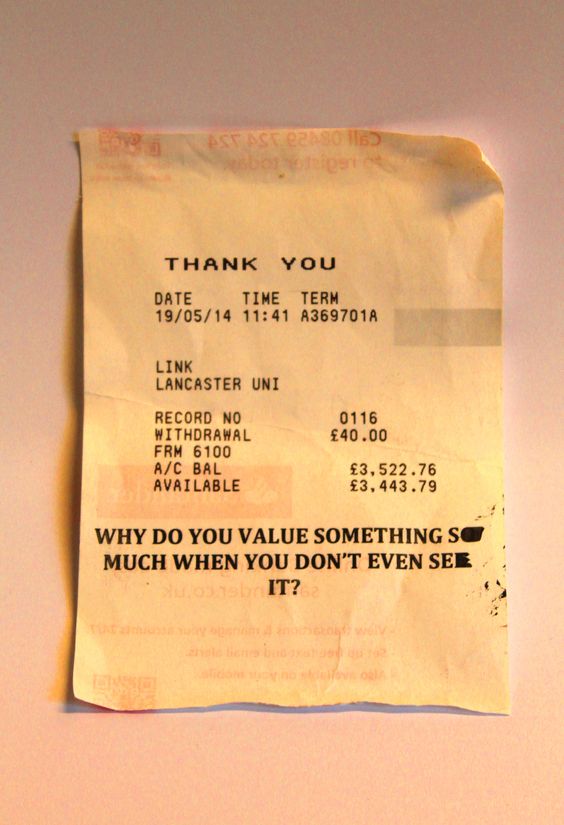 Call 08459 724 724
to register today.
THANK YOU
DATE TIME TERM
19/05/14 11:41 A369701A
LINK
LANCASTER UNI
RECORD NO 0116
WITHDRAWAL £40.00
FRM 6100
A/C BAL £3,522.76
AVAILABLE £3,443.79
WHY DO YOU VALUE SOMETHING SO
MUCH WHEN YOU DON'T EVEN SEE
IT?
- View transactions & manage your accounts 24/7
- Set up free text and email alerts.
- Also available on your mobile.